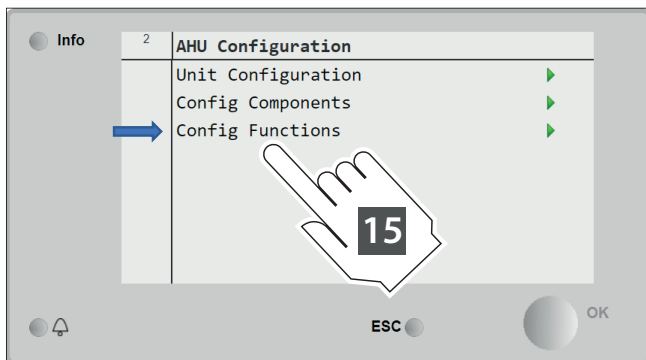 Info
2
AHU Configuration
Unit Configuration
Config Components
Config Functions
15
ESC
OK